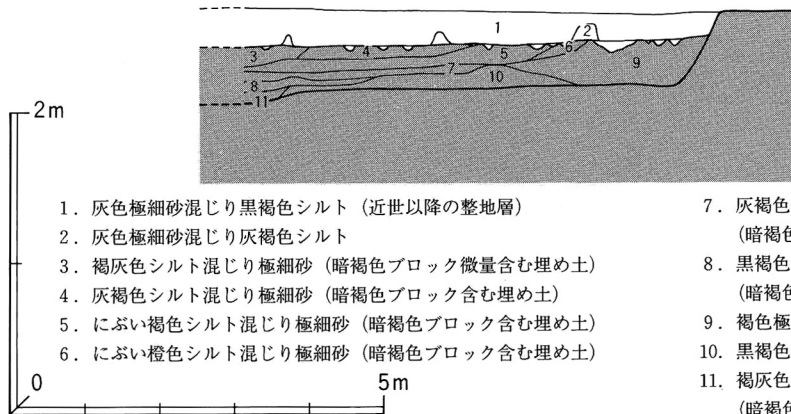 1
2
3
4
5
6
7
8
9
10
11
2m
1. 灰色極細砂混じり黒褐色シルト（近世以降の整地層）
2. 灰色極細砂混じり灰褐色シルト
3. 褐灰色シルト混じり極細砂（暗褐色ブロック微量含む埋め土）
4. 灰褐色シルト混じり極細砂（暗褐色ブロック含む埋め土）
5. にぶい褐色シルト混じり極細砂（暗褐色ブロック含む埋め土）
6. にぶい橙色シルト混じり極細砂（暗褐色ブロック含む埋め土）
7. 灰褐色
（暗褐色
8. 黒褐色
（暗褐色
9. 褐色極
10. 黒褐色
11. 褐灰色
（暗褐色
0
5m